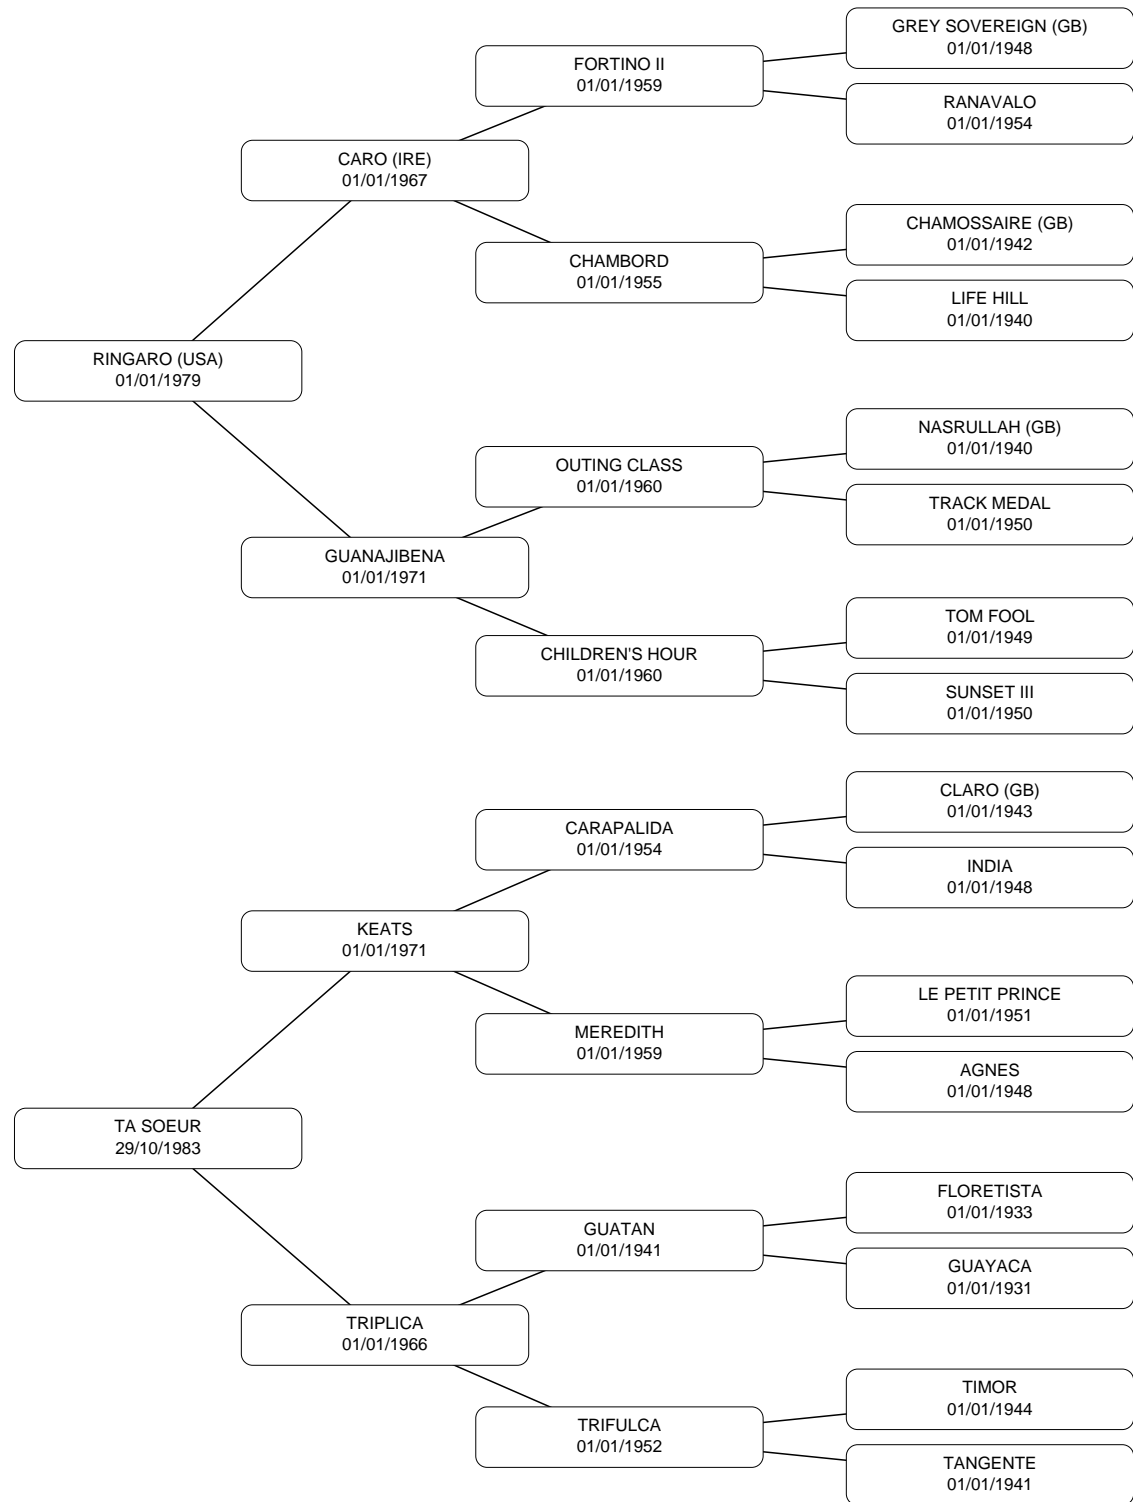 GREY SOVEREIGN (GB)
01/01/1948
FORTINO II
01/01/1959
RANAVALO
01/01/1954
CARO (IRE)
01/01/1967
CHAMOSSAIRE (GB)
01/01/1942
CHAMBORD
01/01/1955
LIFE HILL
01/01/1940
RINGARO (USA)
01/01/1979
NASRULLAH (GB)
01/01/1940
OUTING CLASS
01/01/1960
TRACK MEDAL
01/01/1950
GUANAJIBENA
01/01/1971
TOM FOOL
01/01/1949
CHILDREN'S HOUR
01/01/1960
SUNSET III
01/01/1950
CLARO (GB)
01/01/1943
CARAPALIDA
01/01/1954
INDIA
01/01/1948
KEATS
01/01/1971
LE PETIT PRINCE
01/01/1951
MEREDITH
01/01/1959
AGNES
01/01/1948
TA SOEUR
29/10/1983
FLORETISTA
01/01/1933
GUATAN
01/01/1941
GUAYACA
01/01/1931
TRIPLICA
01/01/1966
TIMOR
01/01/1944
TRIFULCA
01/01/1952
TANGENTE
01/01/1941